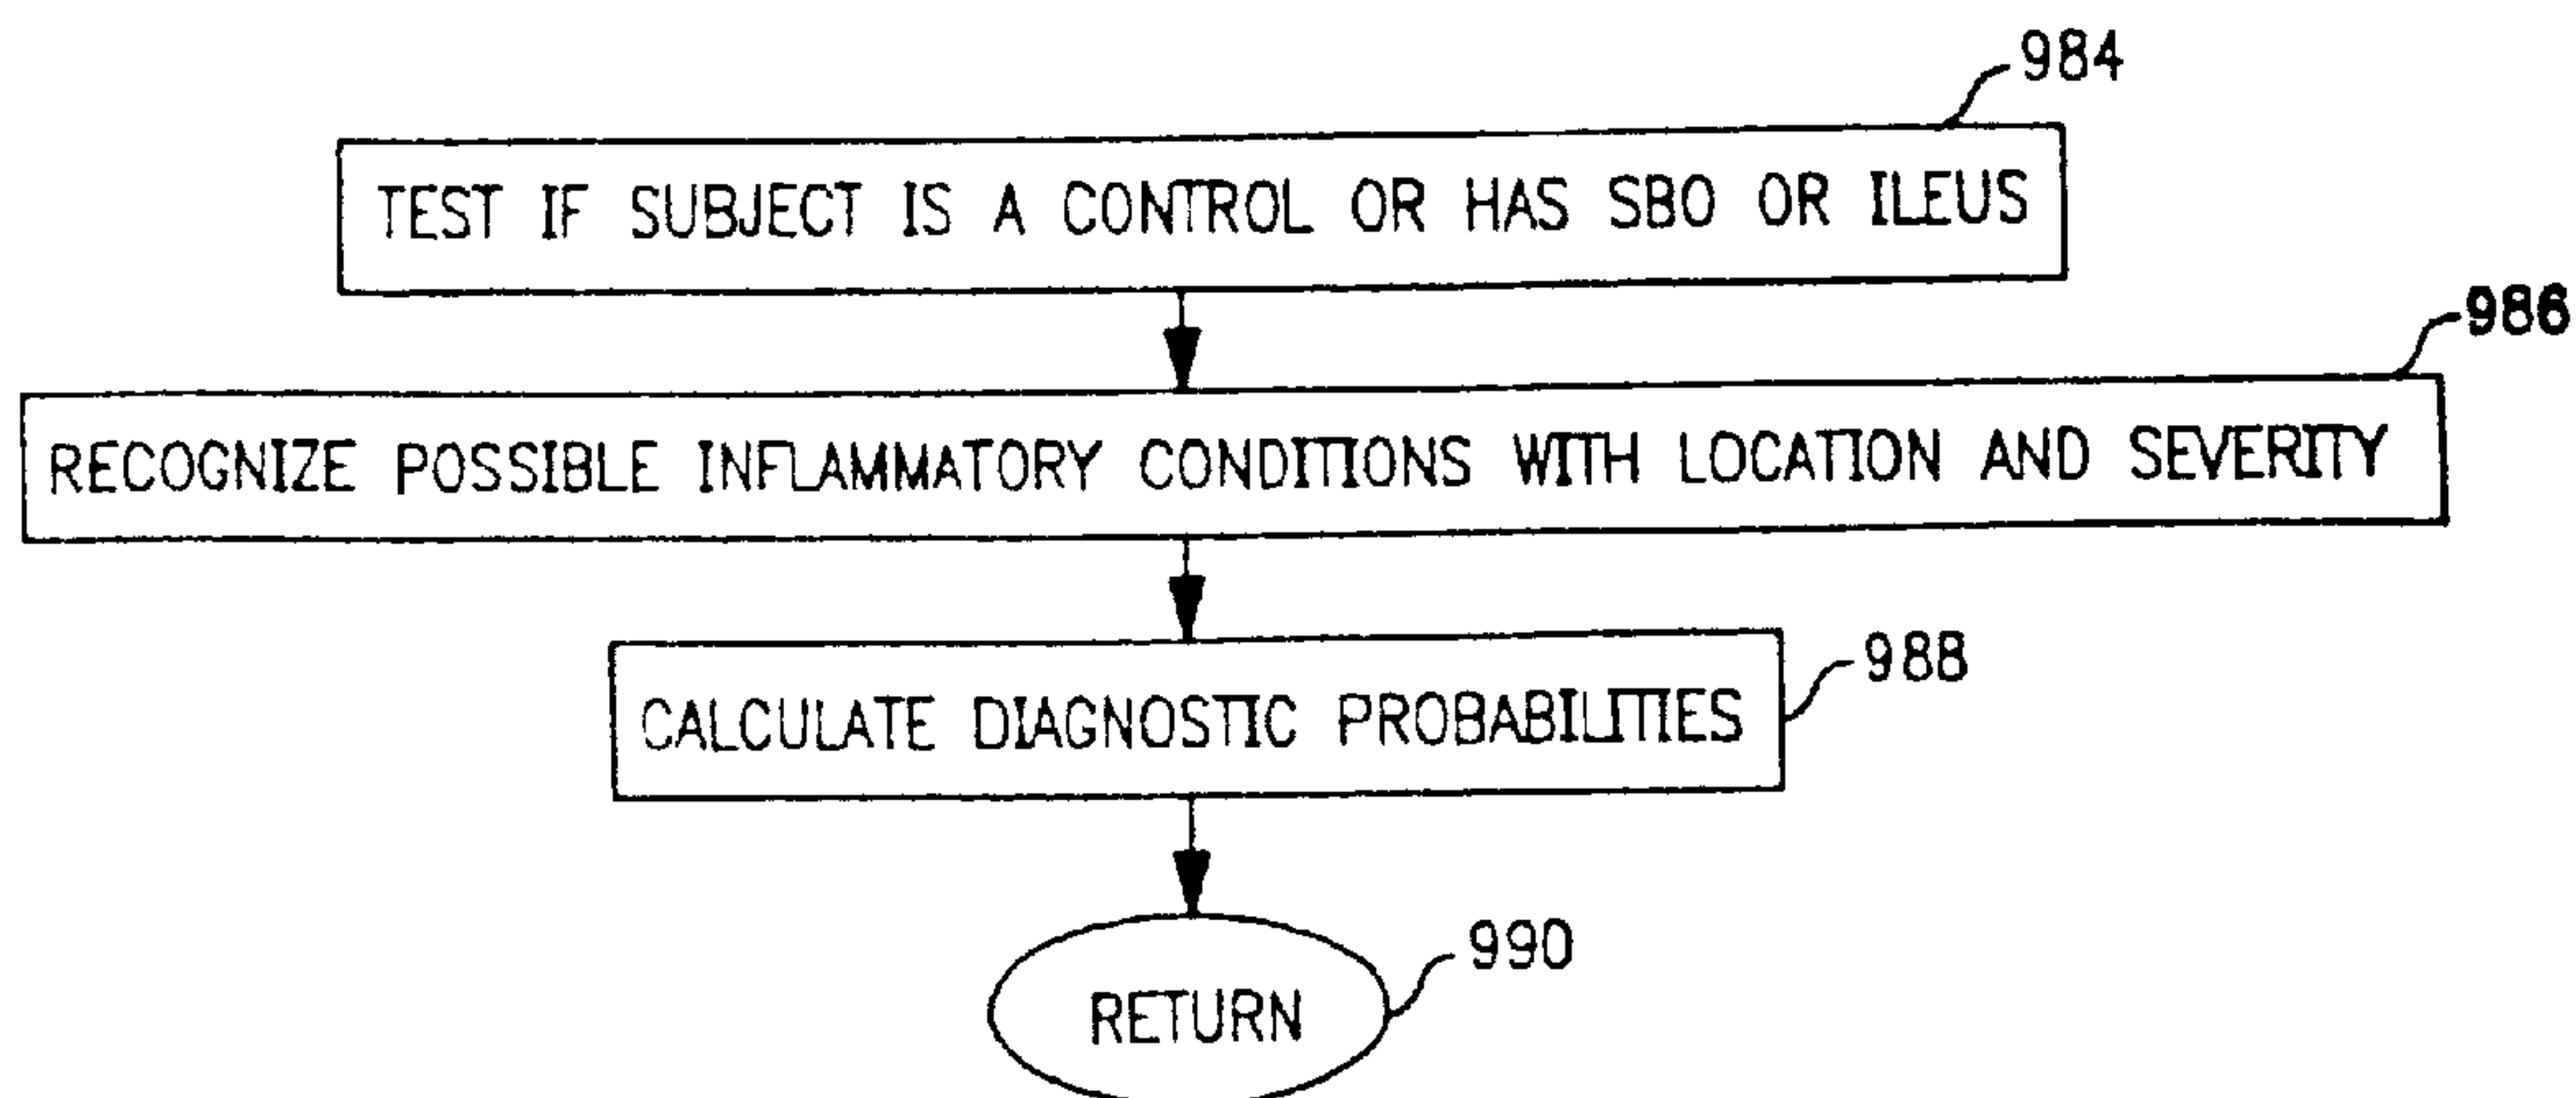 984
TEST IF SUBJECT IS A CONTROL OR HAS SBO OR ILEUS
986
RECOGNIZE POSSIBLE INFLAMMATORY CONDITIONS WITH LOCATION AND SEVERITY
988
CALCULATE DIAGNOSTIC PROBABILITIES
990
RETURN